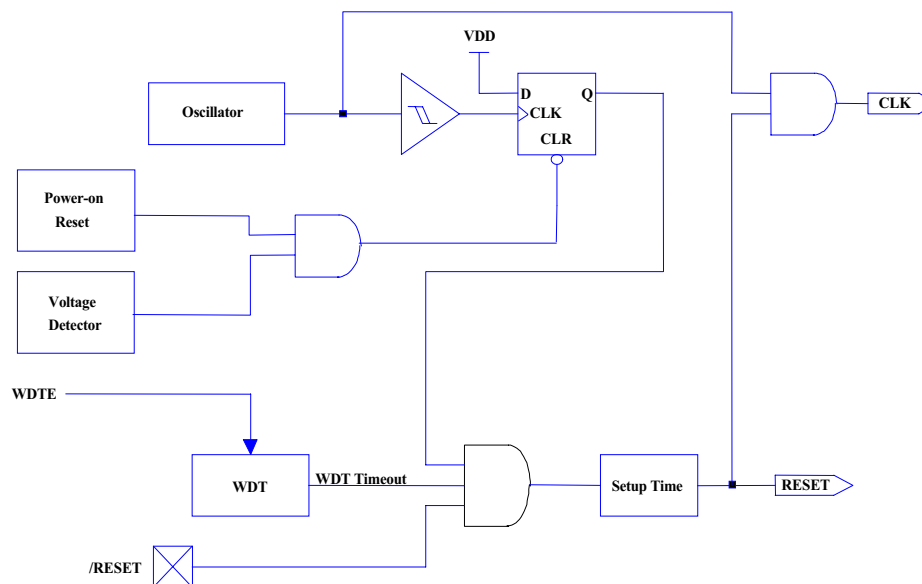 VDD
Oscillator
D
Q
CLK
CLR
CLK
Power-on
Reset
Voltage
Detector
WDTE
WDT
WDT Timeout
Setup Time
RESET
/RESET